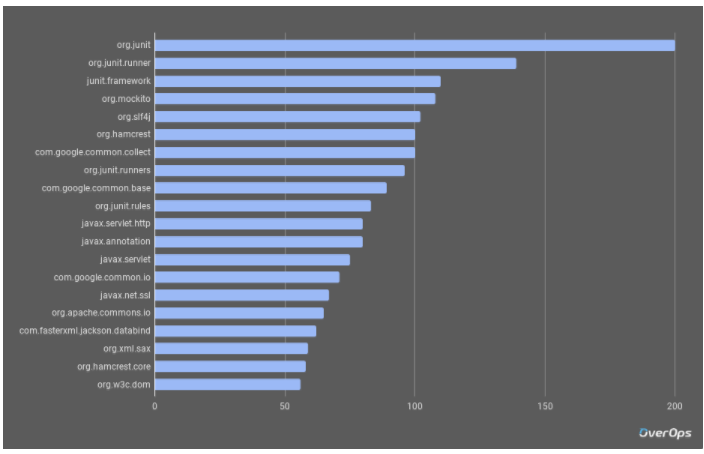 org.junit
org.junit.runner
junit.framework
org.mockito
org.slf4j
org.hamcrest
com.google.common.collect
org.junit.runners
com.google.common.base
org.junit.rules
javax.servlet.http
javax.annotation
javax.servlet
com.google.common.io
javax.net.ssl
org.apache.commons.io
com.fasterxml.jackson.databind
org.xml.sax
org.hamcrest.core
org.w3c.dom
0 50 100 150 200
OverOps